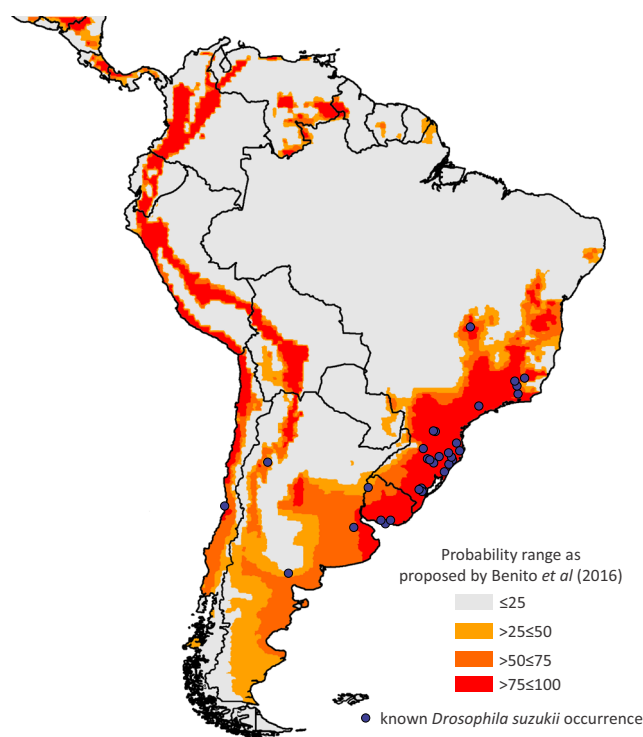 Probability range as
proposed by Benito et al (2016)
≤25
>25≤50
>50≤75
>75≤100
known Drosophila suzukii occurrence